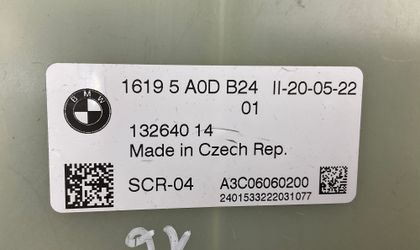 BMW
1619 5 A0D B24 II-20-05-22
01
132640 14
Made in Czech Rep.
SCR-04 A3C06060200
2401533222031077